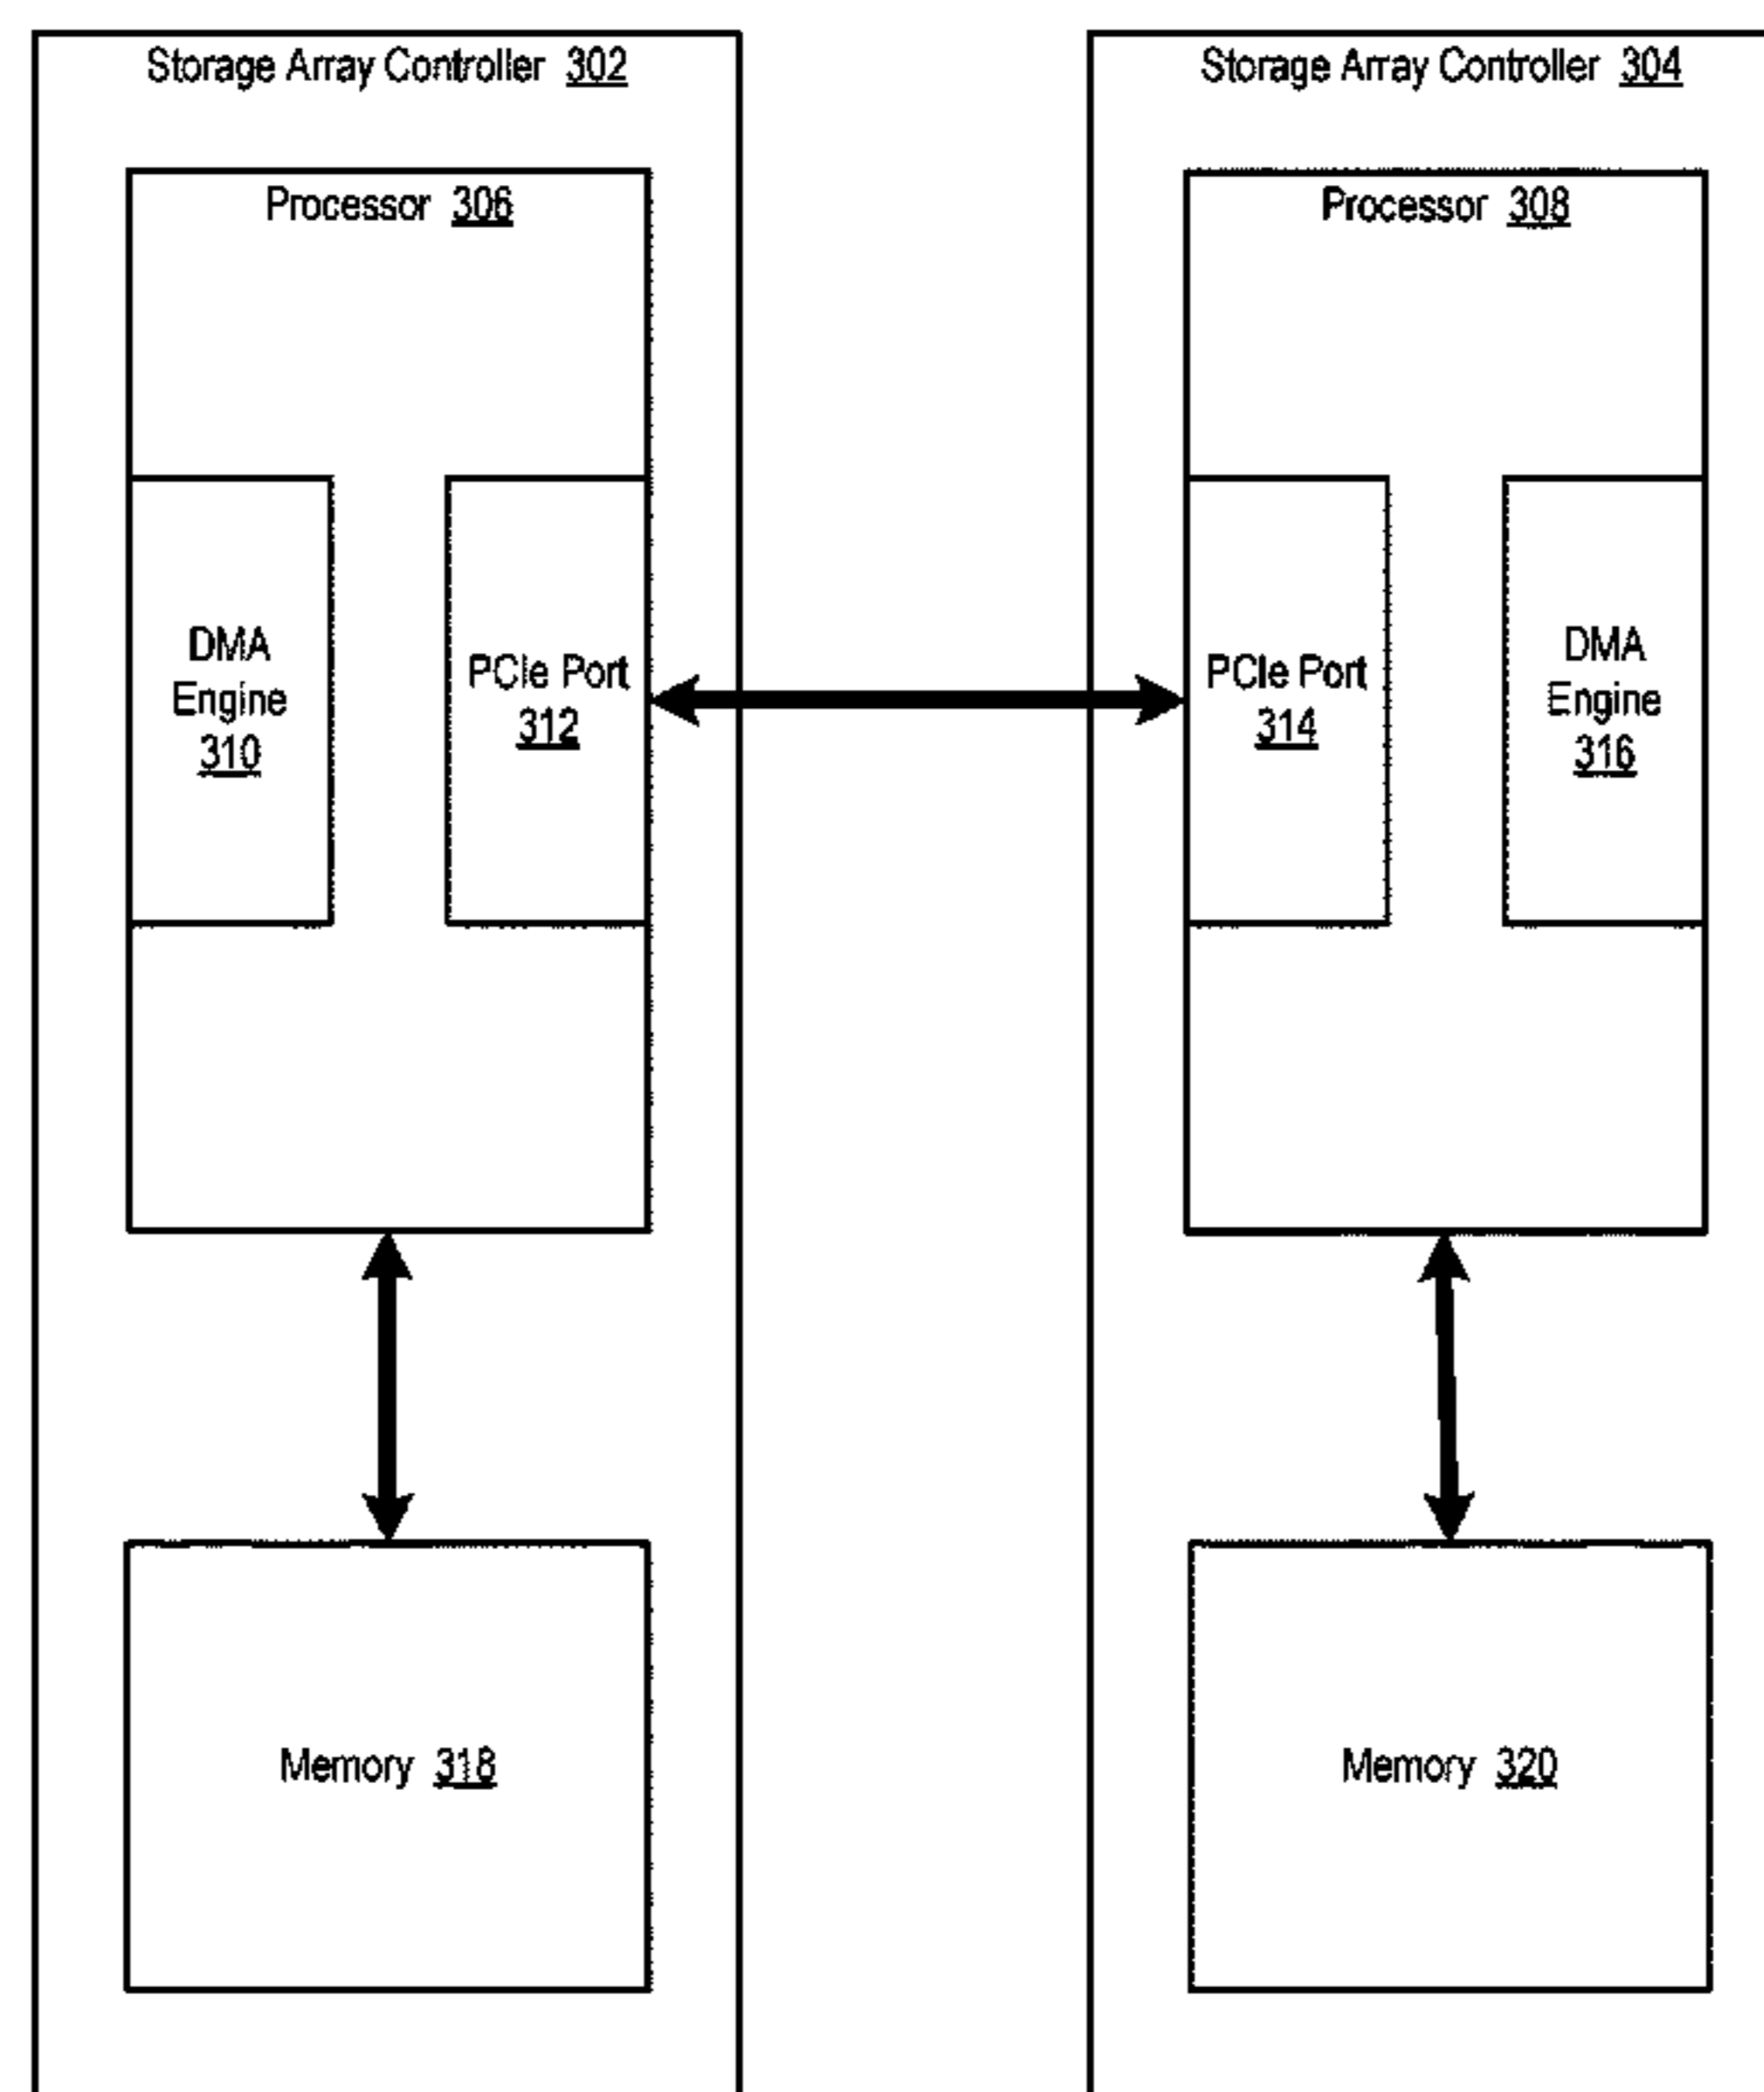 Storage Array Controller 302
Processor 306
DMA
Engine
310
PCIe Port
312
Memory 318
Storage Array Controller 304
Processor 308
PCIe Port
314
DMA
Engine
316
Memory 320